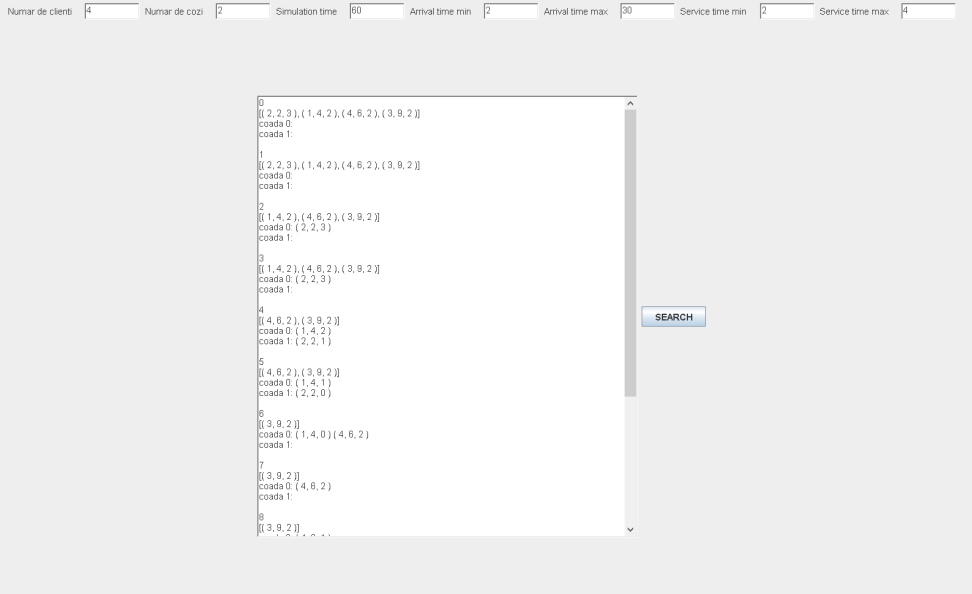 Numar de clienti 4 Numar de cozi 2 Simulation time 60 Arrival time min 2 Arrival time max 30 Service time min 2 Service time max 4
0
[( 2, 2, 3 ), ( 1, 4, 2 ), ( 4, 6, 2 ), ( 3, 9, 2 )]
coada 0:
coada 1:
1
[( 2, 2, 3 ), ( 1, 4, 2 ), ( 4, 6, 2 ), ( 3, 9, 2 )]
coada 0:
coada 1:
2
[( 1, 4, 2 ), ( 4, 6, 2 ), ( 3, 9, 2 )]
coada 0: ( 2, 2, 3 )
coada 1:
3
[( 1, 4, 2 ), ( 4, 6, 2 ), ( 3, 9, 2 )]
coada 0: ( 2, 2, 3 )
coada 1:
4
[( 4, 6, 2 ), ( 3, 9, 2 )]
coada 0: ( 1, 4, 2 )
coada 1: ( 2, 2, 1 )
5
[( 4, 6, 2 ), ( 3, 9, 2 )]
coada 0: ( 1, 4, 1 )
coada 1: ( 2, 2, 0 )
6
[( 3, 9, 2 )]
coada 0: ( 1, 4, 0 ) ( 4, 6, 2 )
coada 1:
7
[( 3, 9, 2 )]
coada 0: ( 4, 6, 2 )
coada 1:
8
[( 3, 9, 2 )]
SEARCH